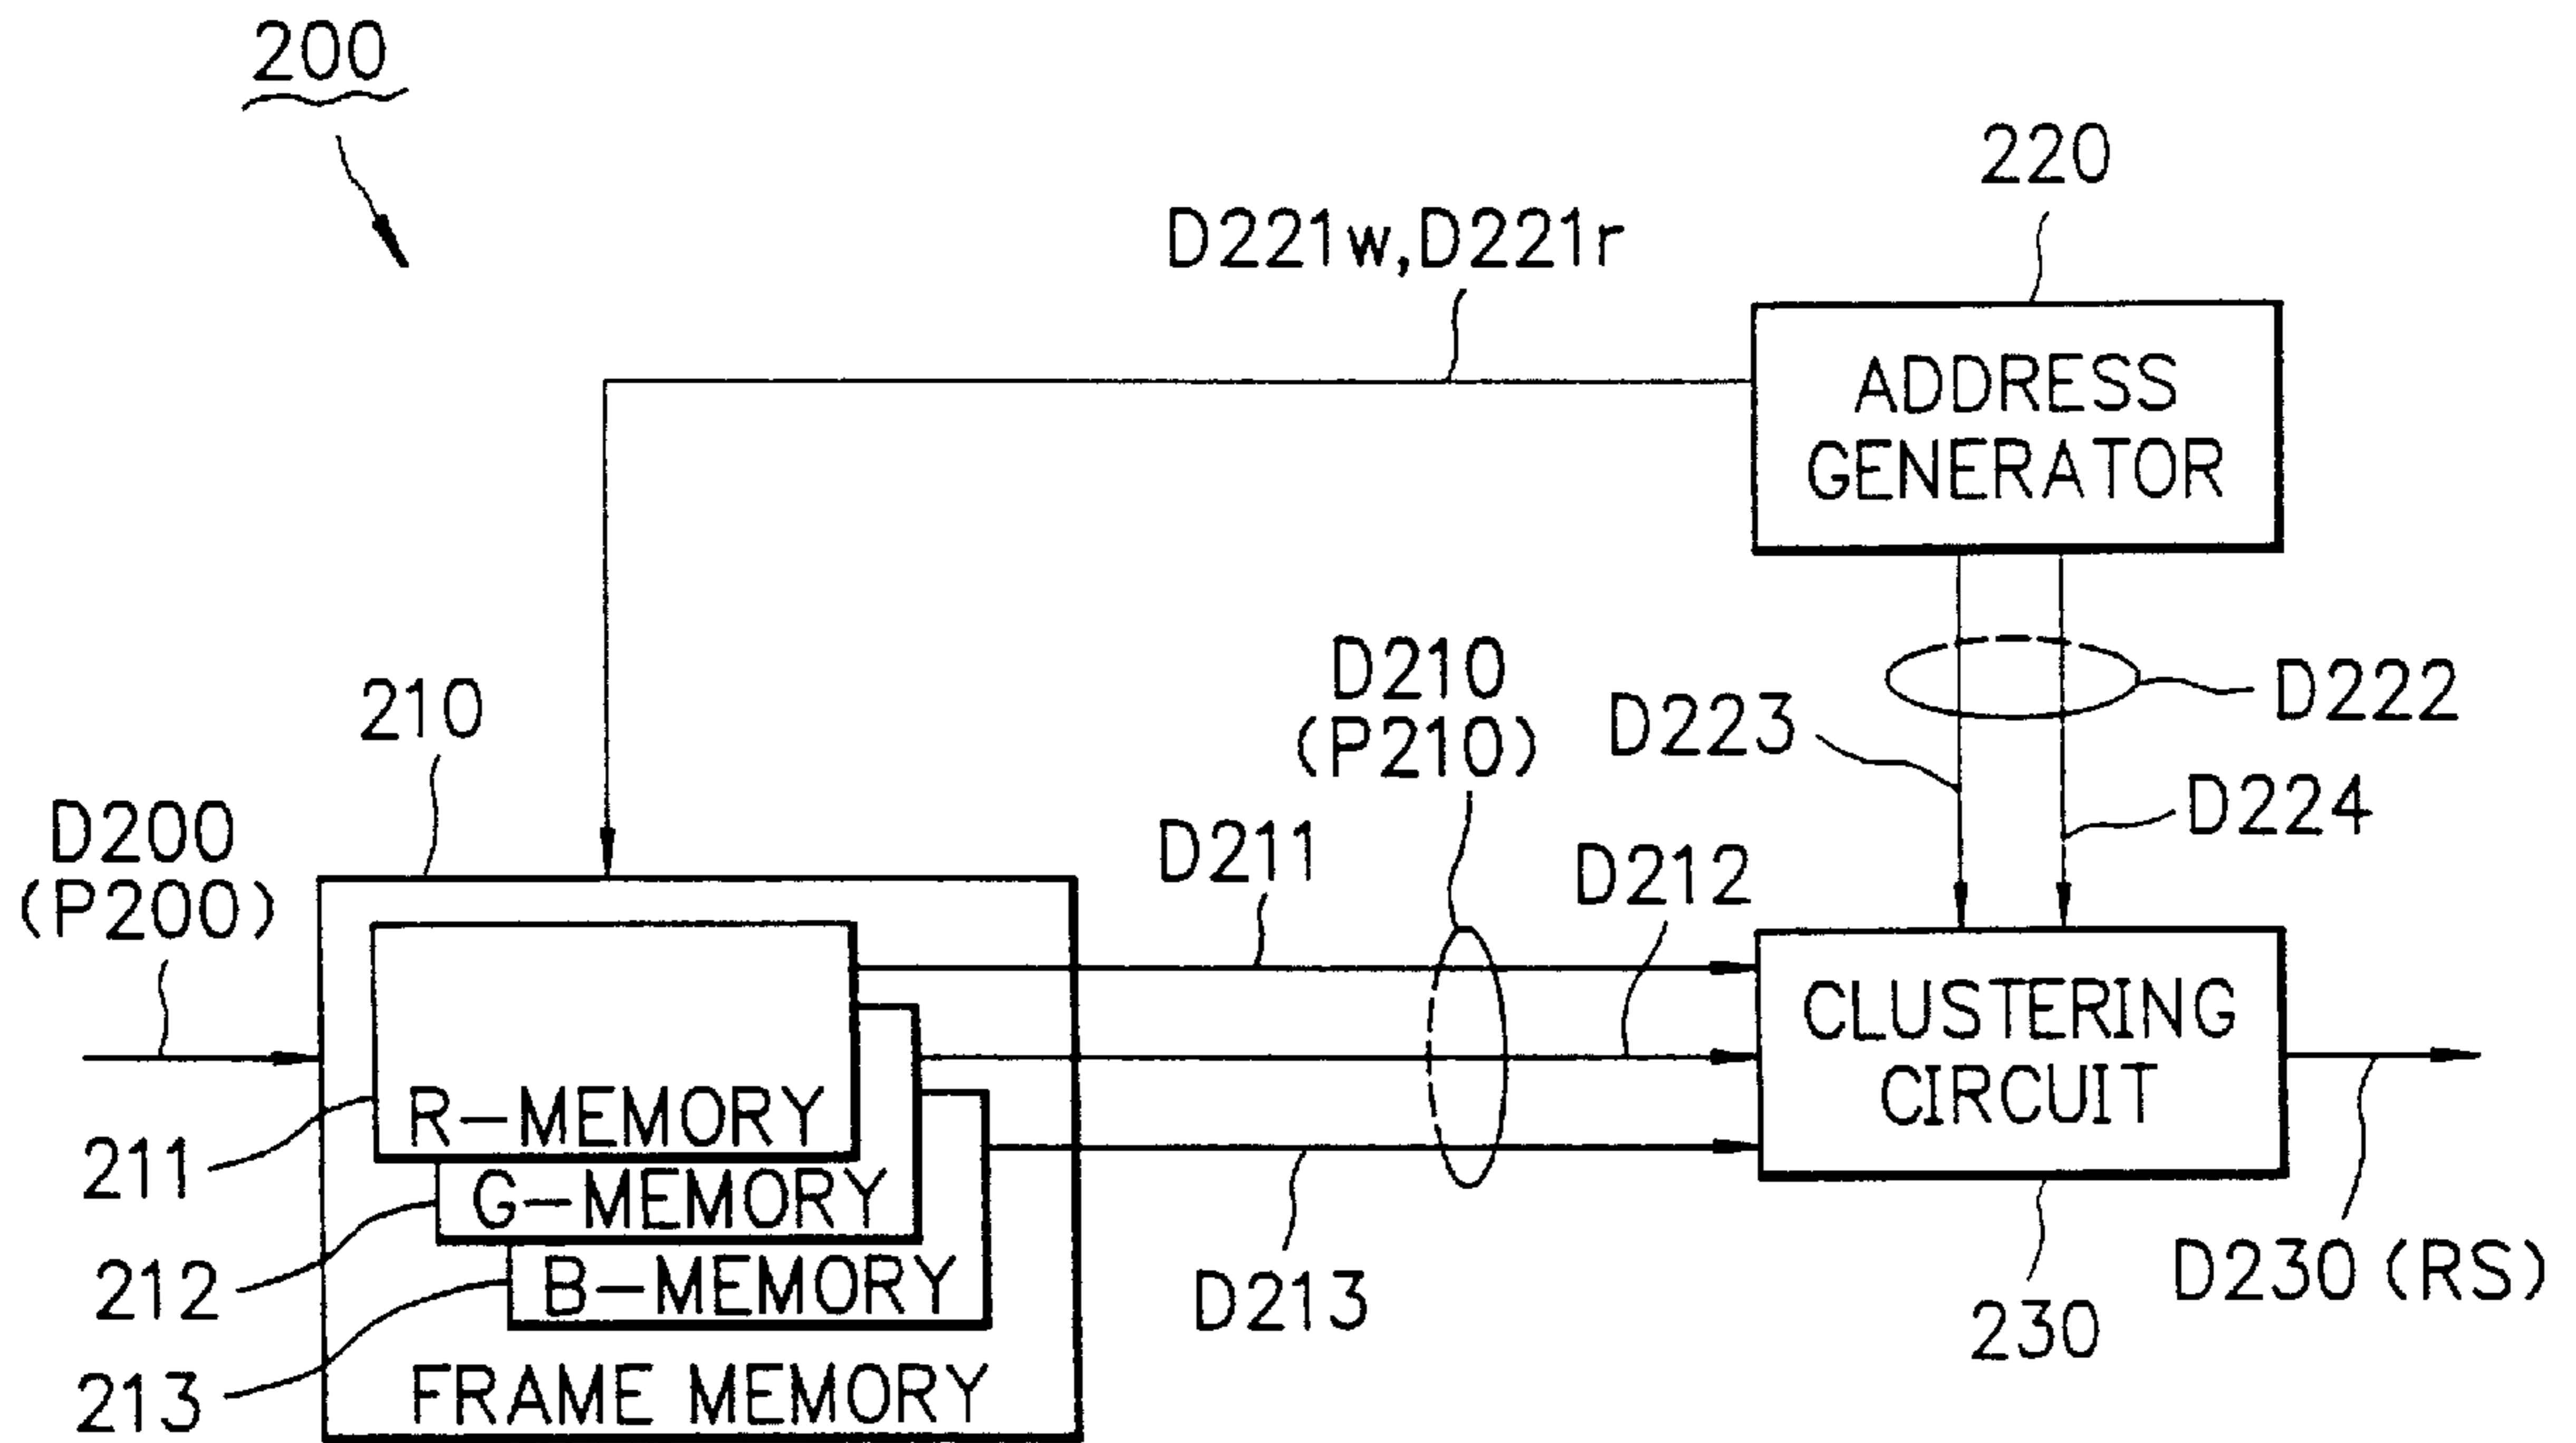 200
220
D221w,D221r
ADDRESS
GENERATOR
D210
(P210)
D222
D223
D224
210
D200
(P200)
D211
D212
R-MEMORY
G-MEMORY
B-MEMORY
FRAME MEMORY
211
212
213
D213
CLUSTERING
CIRCUIT
230
D230 (RS)